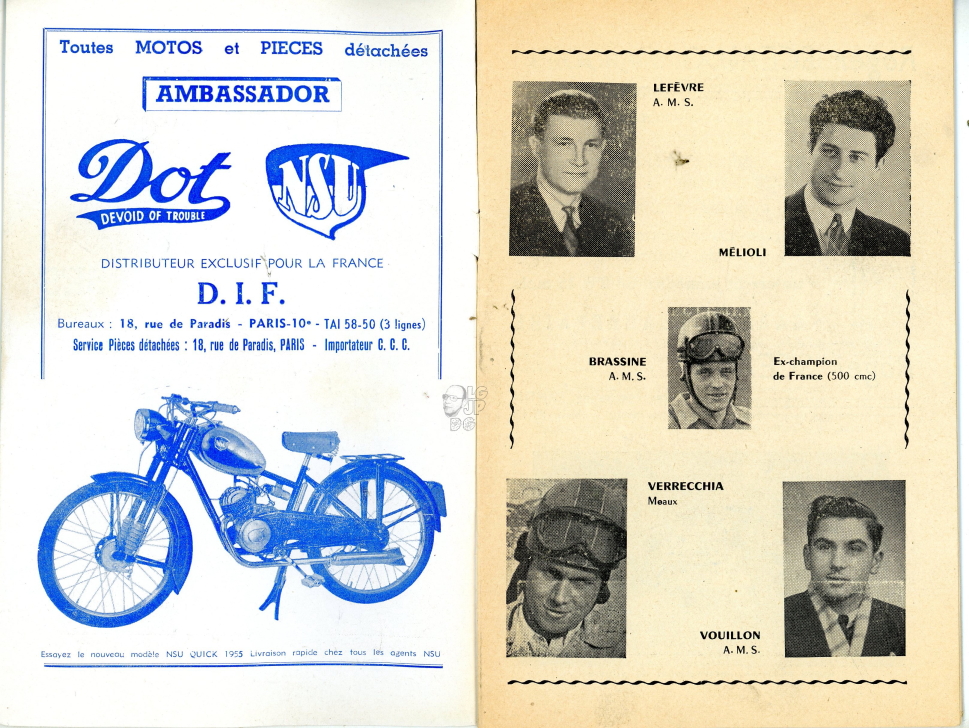 Toutes MOTOS et PIECES détachées
AMBASSADOR
Dot
DEVOID OF TROUBLE
NSU
DISTRIBUTEUR EXCLUSIF POUR LA FRANCE
D. I. F.
Bureaux : 18, rue de Paradis - PARIS-10e - TAI 58-50 (3 lignes)
Service Pièces détachées : 18, rue de Paradis, PARIS - Importateur C. C. C.
Essayez le nouveau modèle NSU QUICK 1955 Livraison rapide chez tous les agents NSU
LG
JP
DG
LEFÈVRE
A. M. S.
MÉLIOLI
BRASSINE
A. M. S.
Ex-champion
de France (500 cmc)
VERRECCHIA
Meaux
VOUILLON
A. M. S.